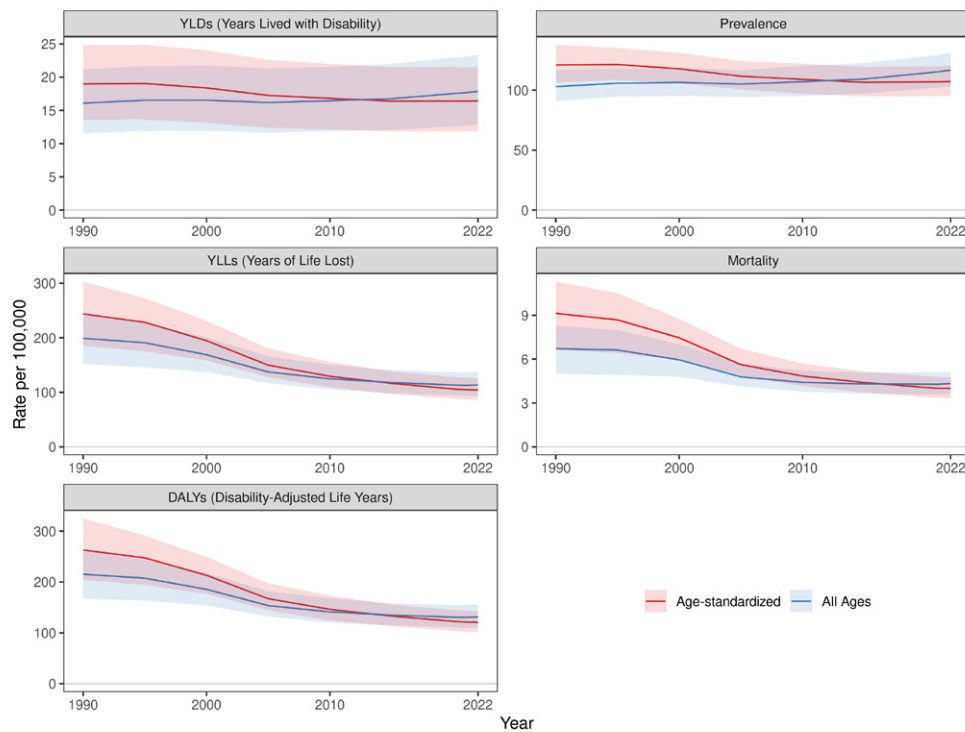 YLDs (Years Lived with Disability)
25
20
15
10
5
0
1990 2000 2010 2022
Prevalence
100
50
0
1990 2000 2010 2022
Rate per 100,000
YLLs (Years of Life Lost)
300
200
100
0
1990 2000 2010 2022
Mortality
9
6
3
0
1990 2000 2010 2022
DALYs (Disability-Adjusted Life Years)
300
200
100
0
1990 2000 2010 2022
Age-standardized All Ages
Year